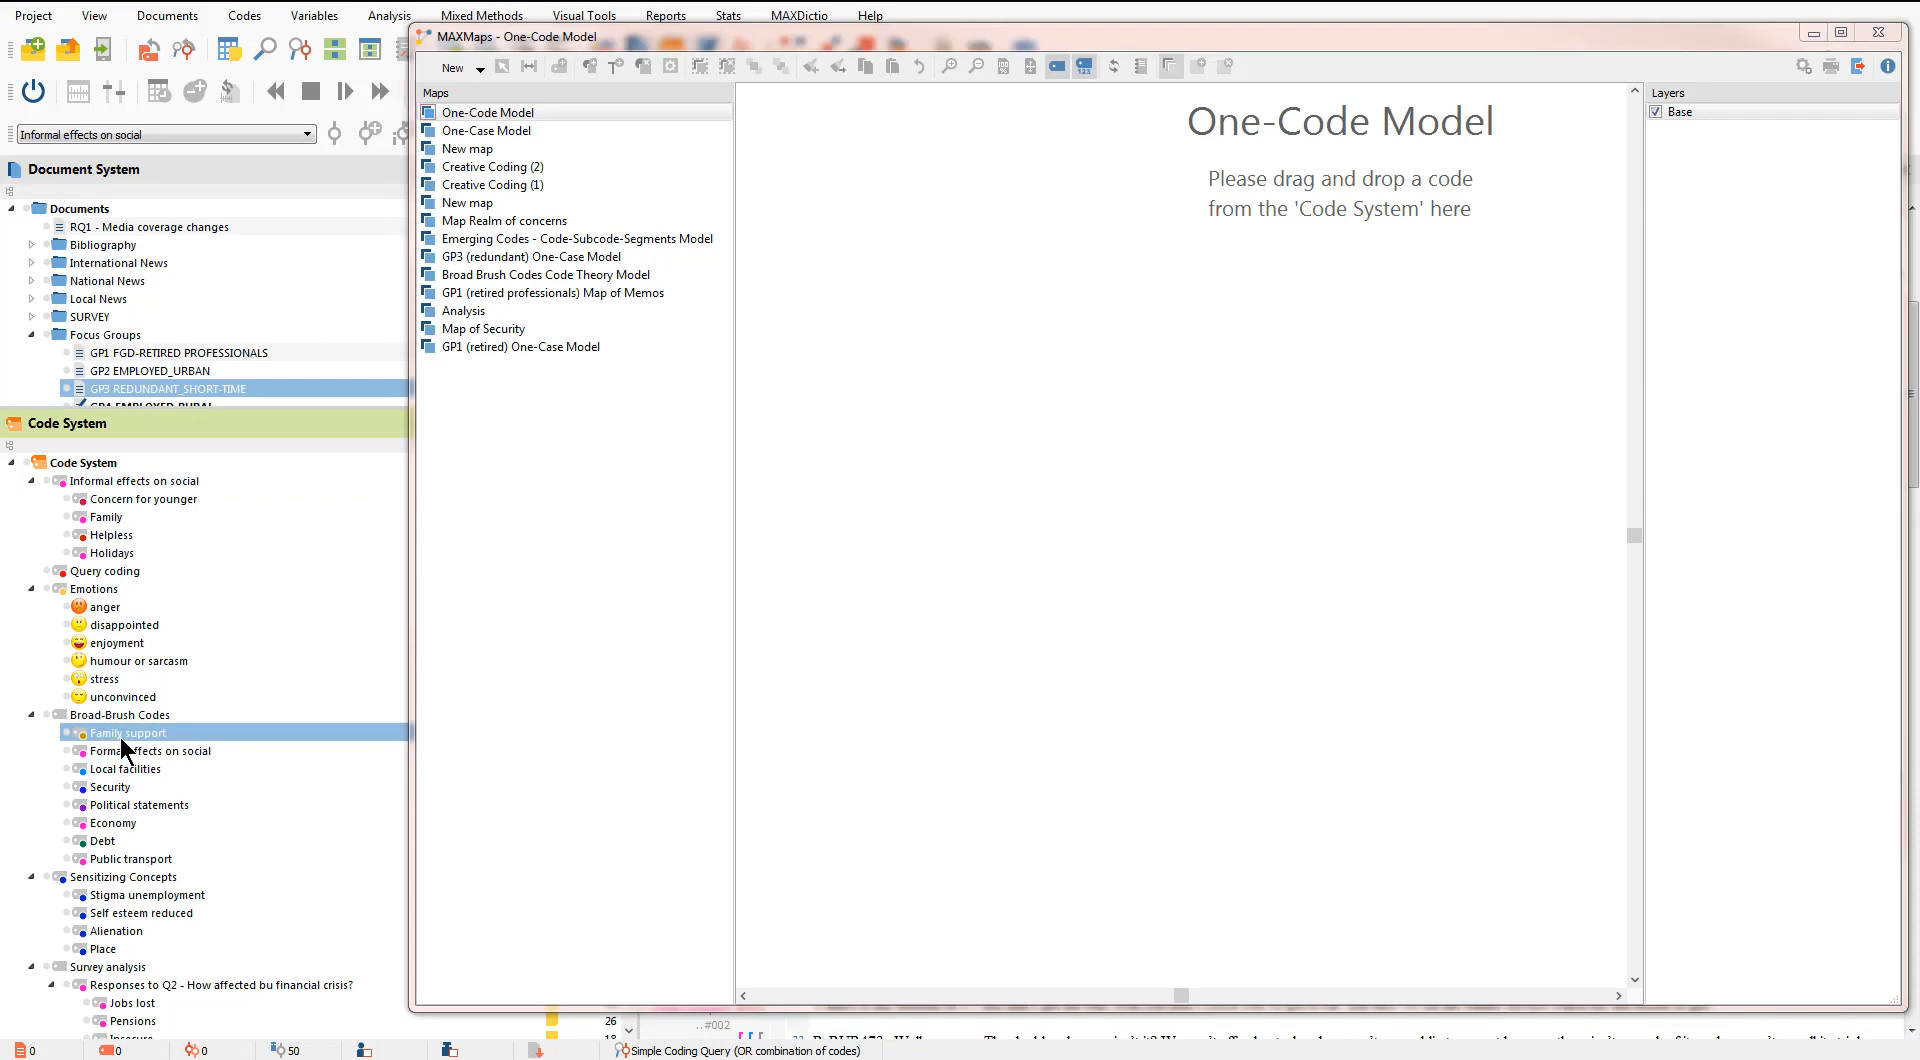 Project View Documents Codes Variables Analysis Mixed Methods Visual Tools Reports Stats MAXDictio Help
MAXMaps - One-Code Model
New
Informal effects on social
Document System
Documents
RQ1 - Media coverage changes
Bibliography
International News
National News
Local News
SURVEY
Focus Groups
GP1 FGD-RETIRED PROFESSIONALS
GP2 EMPLOYED_URBAN
GP3 REDUNDANT_SHORT-TIME
GP4 EMPLOYED_RURAL
Code System
Code System
Informal effects on social
Concern for younger
Family
Helpless
Holidays
Query coding
Emotions
anger
disappointed
enjoyment
humour or sarcasm
stress
unconvinced
Broad-Brush Codes
Family support
Formal effects on social
Local facilities
Security
Political statements
Economy
Debt
Public transport
Sensitizing Concepts
Stigma unemployment
Self esteem reduced
Alienation
Place
Survey analysis
Responses to Q2 - How affected bu financial crisis?
Jobs lost
Pensions
Insecure
Maps
One-Code Model
One-Case Model
New map
Creative Coding (2)
Creative Coding (1)
New map
Map Realm of concerns
Emerging Codes - Code-Subcode-Segments Model
GP3 (redundant) One-Case Model
Broad Brush Codes Code Theory Model
GP1 (retired professionals) Map of Memos
Analysis
Map of Security
GP1 (retired) One-Case Model
One-Code Model
Please drag and drop a code
from the 'Code System' here
Layers
Base
26
..#002
0 0 0 50 Simple Coding Query (OR combination of codes)